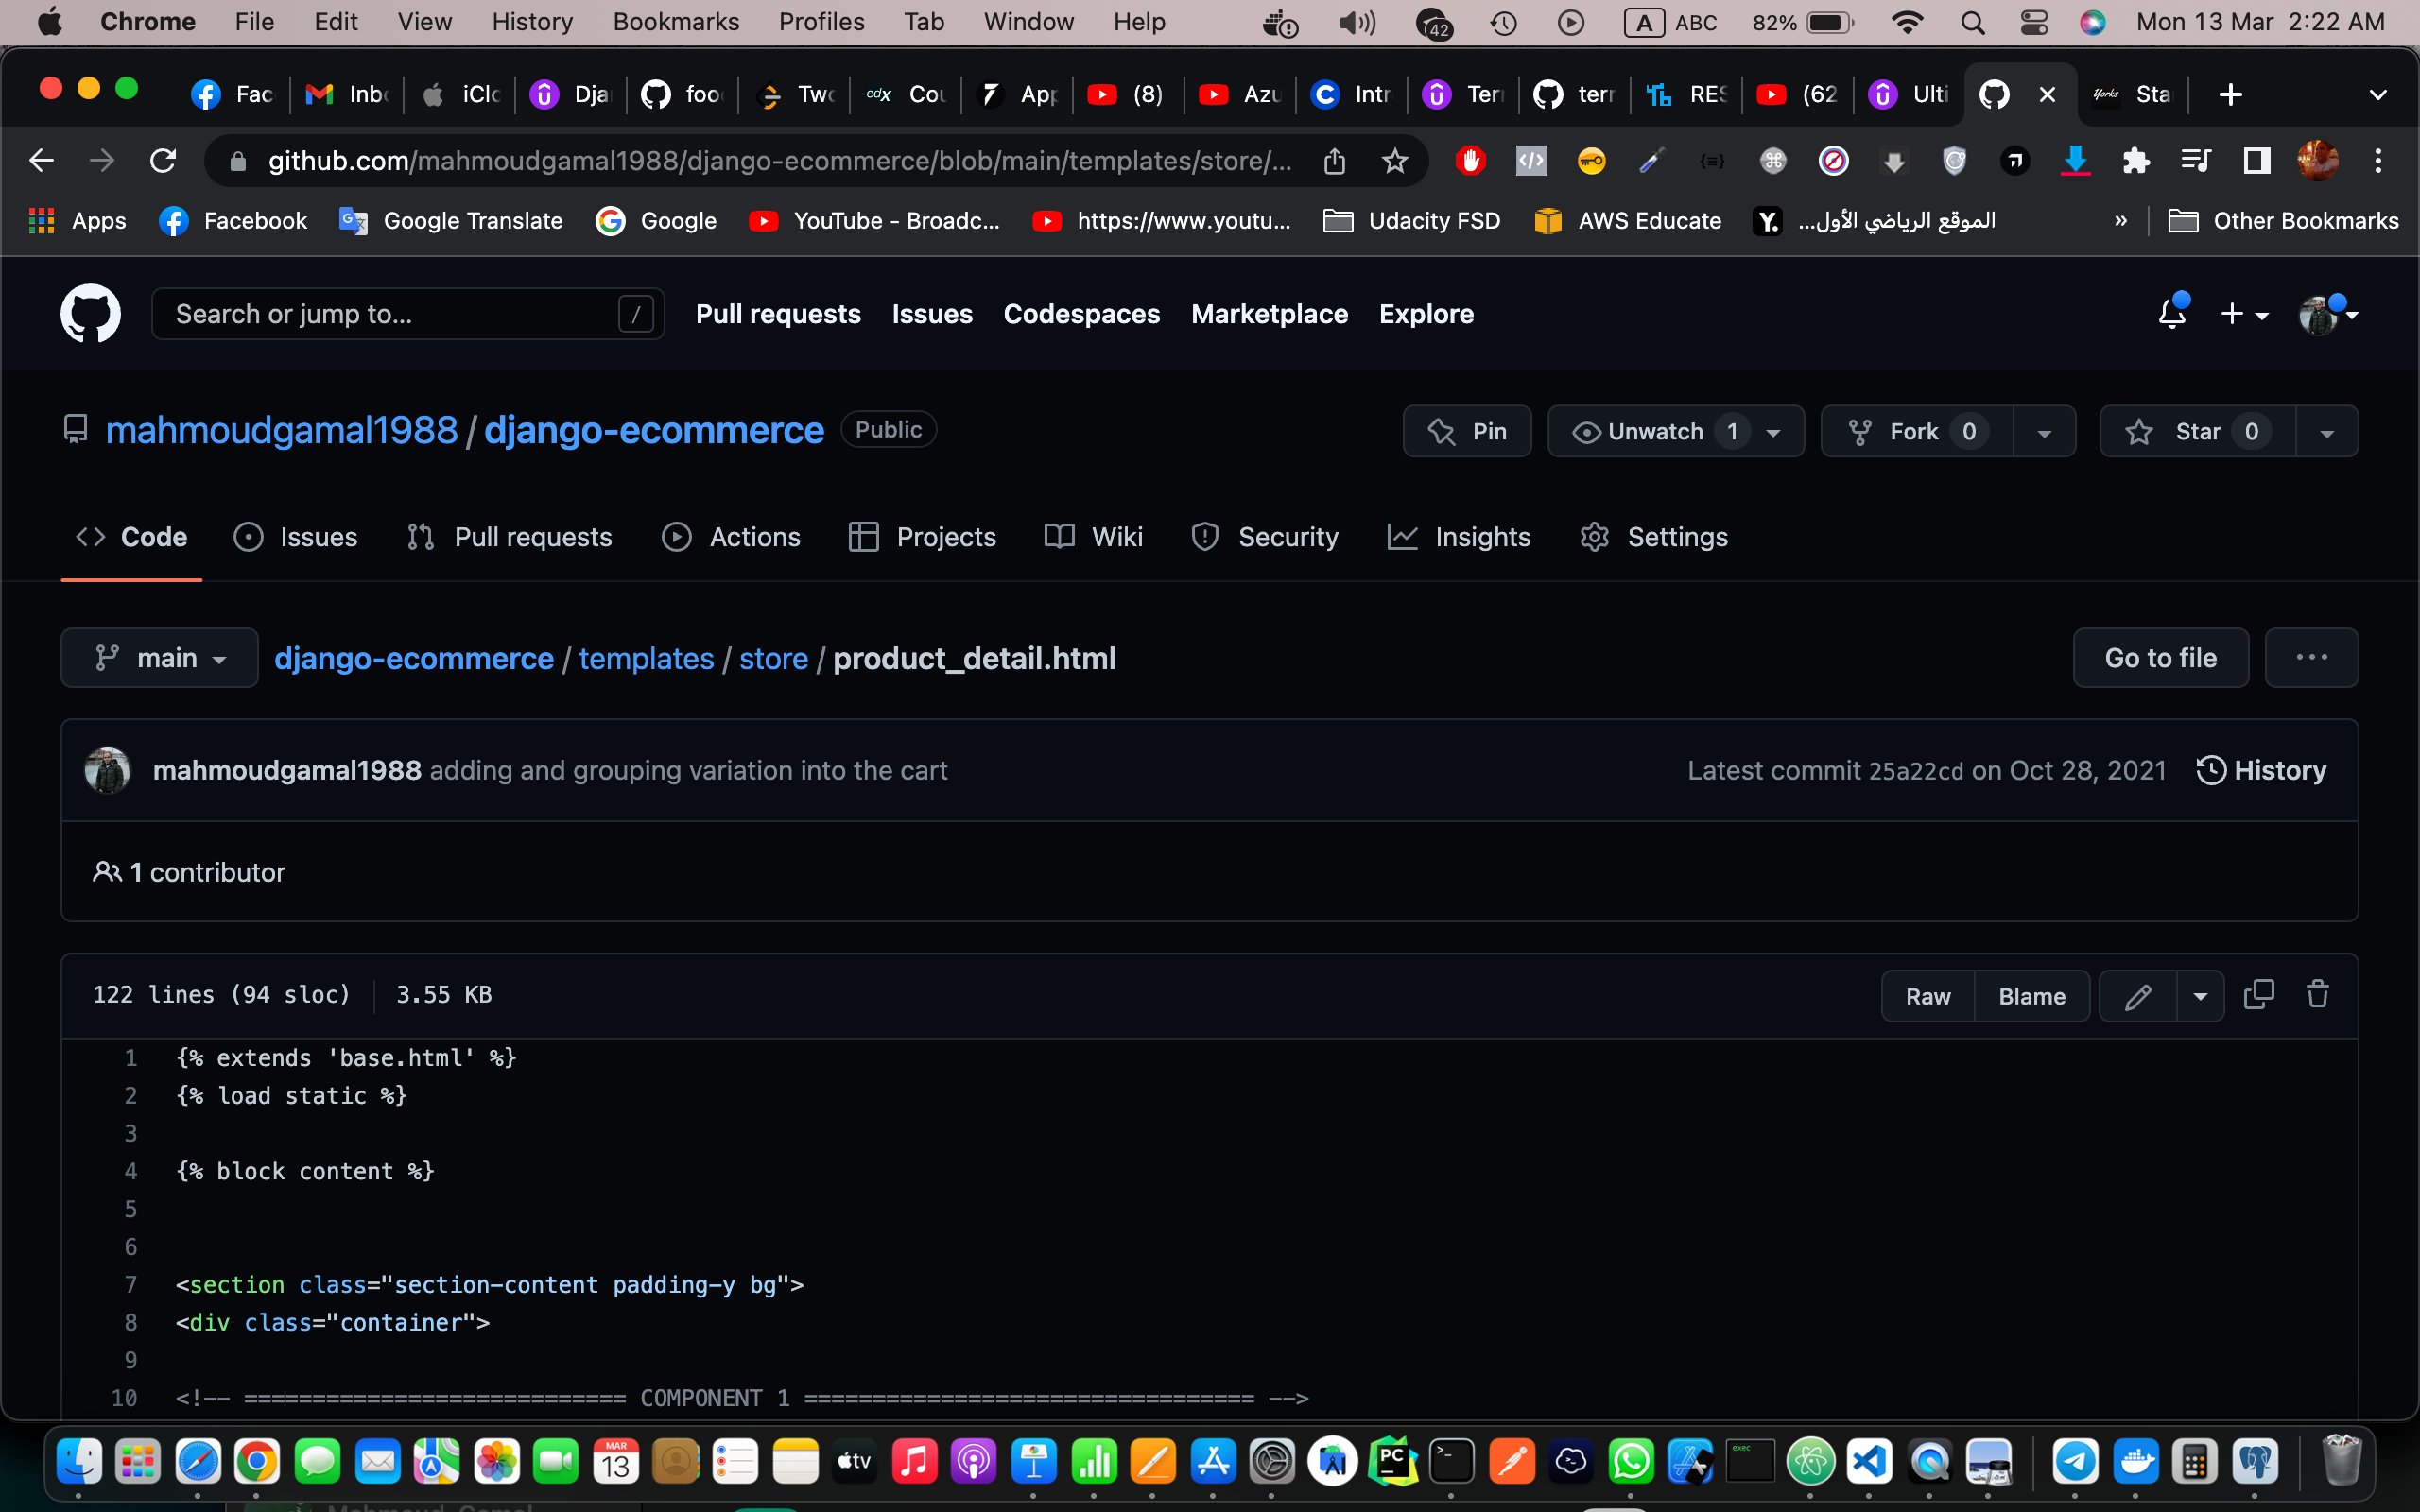 Chrome File Edit View History Bookmarks Profiles Tab Window Help 42 A ABC 82% Mon 13 Mar 2:22 AM
Fac Inb iClo Dja foo Two edX Cou App (8) Azu Intr Ter terr RES (62 Ulti Yorks Sta
github.com/mahmoudgamal1988/django-ecommerce/blob/main/templates/store/...
Apps Facebook Google Translate Google YouTube - Broadc... https://www.youtu... Udacity FSD AWS Educate الموقع الرياضي الأول... » Other Bookmarks
Search or jump to... / Pull requests Issues Codespaces Marketplace Explore
mahmoudgamal1988 / django-ecommerce Public Pin Unwatch 1 Fork 0 Star 0
Code Issues Pull requests Actions Projects Wiki Security Insights Settings
main django-ecommerce / templates / store / product_detail.html Go to file ...
mahmoudgamal1988 adding and grouping variation into the cart Latest commit 25a22cd on Oct 28, 2021 History
1 contributor
122 lines (94 sloc) 3.55 KB Raw Blame
1 {% extends 'base.html' %}
2 {% load static %}
3
4 {% block content %}
5
6
7 <section class="section-content padding-y bg">
8 <div class="container">
9
10 <!-- ============================ COMPONENT 1 ================================= -->
MAR
13
tv
PC
exec